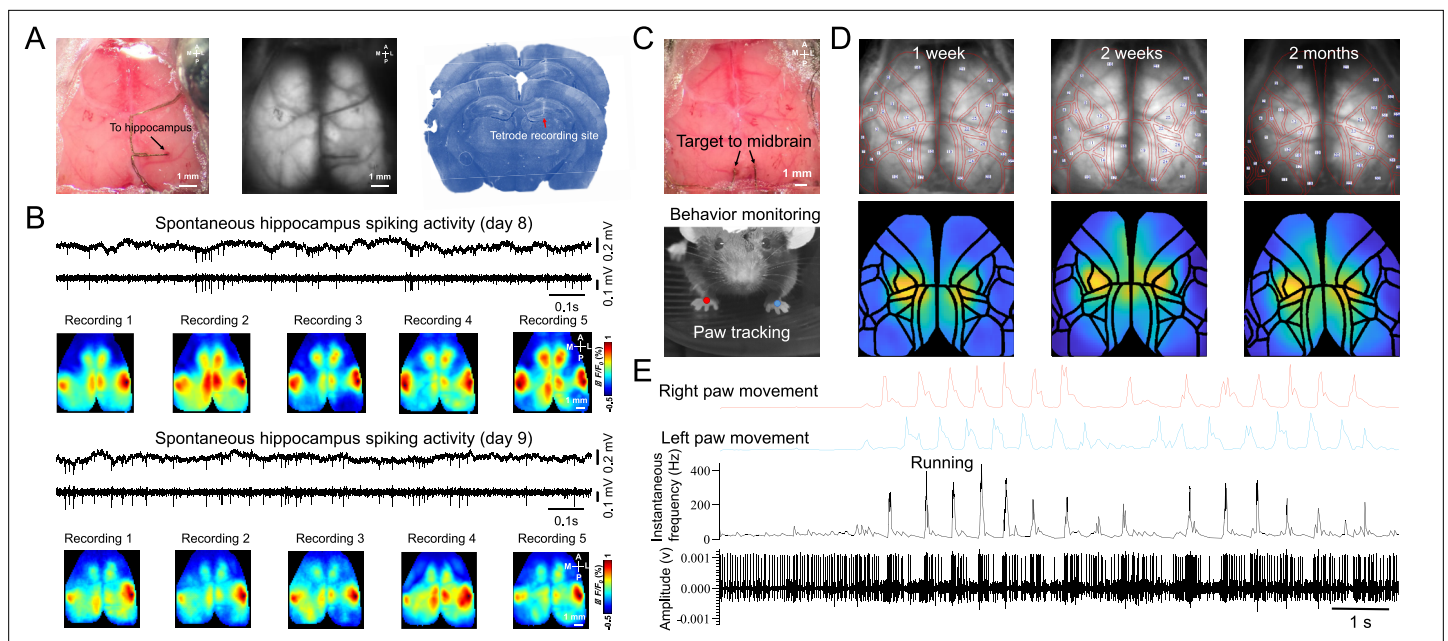 A
A
M L
P
To hippocampus
1 mm
1 mm
Tetrode recording site
B
Spontaneous hippocampus spiking activity (day 8)
0.2 mV
0.1 mV
0.1s
Recording 1
Recording 2
Recording 3
Recording 4
Recording 5
A
M L
P
1 mm
1
F/F₀ (%)
-0.5
Spontaneous hippocampus spiking activity (day 9)
0.2 mV
0.1 mV
0.1s
Recording 1
Recording 2
Recording 3
Recording 4
Recording 5
A
M L
P
1 mm
1
F/F₀ (%)
-0.5
C
A
M L
P
Target to midbrain
1 mm
Behavior monitoring
Paw tracking
D
1 week
2 weeks
2 months
E
Right paw movement
Left paw movement
Running
Instantaneous
frequency (Hz)
400
200
0
Amplitude (v)
0.001
0.000
-0.001
1 s